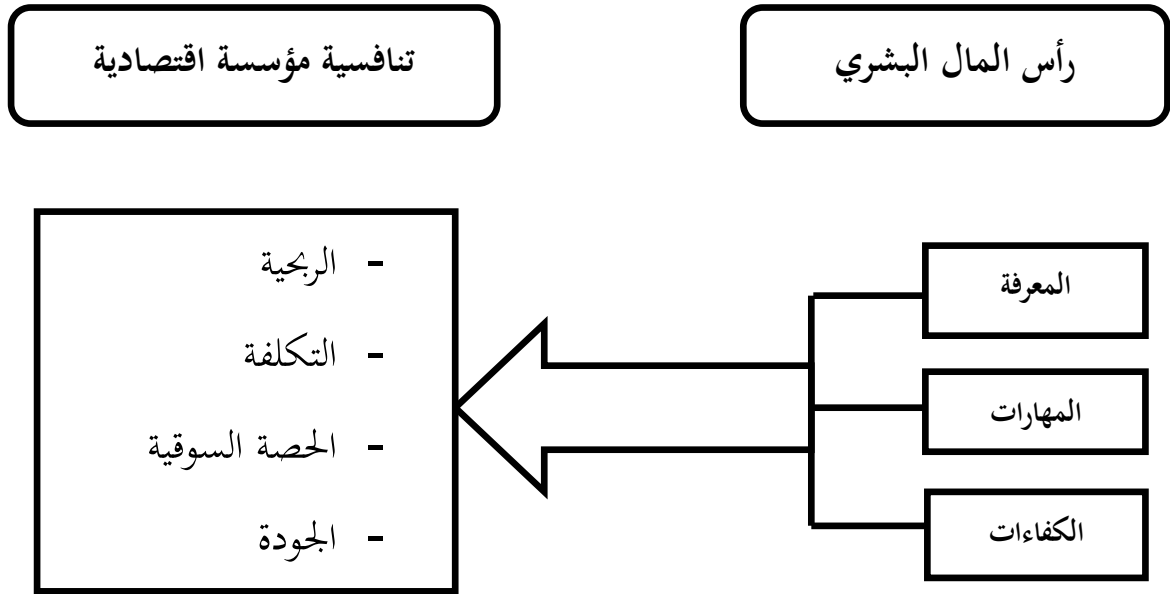 رأس المال البشري
تنافسية مؤسسة اقتصادية
المعرفة
المهارات
الكفاءات
- الربحية
- التكلفة
- الحصة السوقية
- الجودة